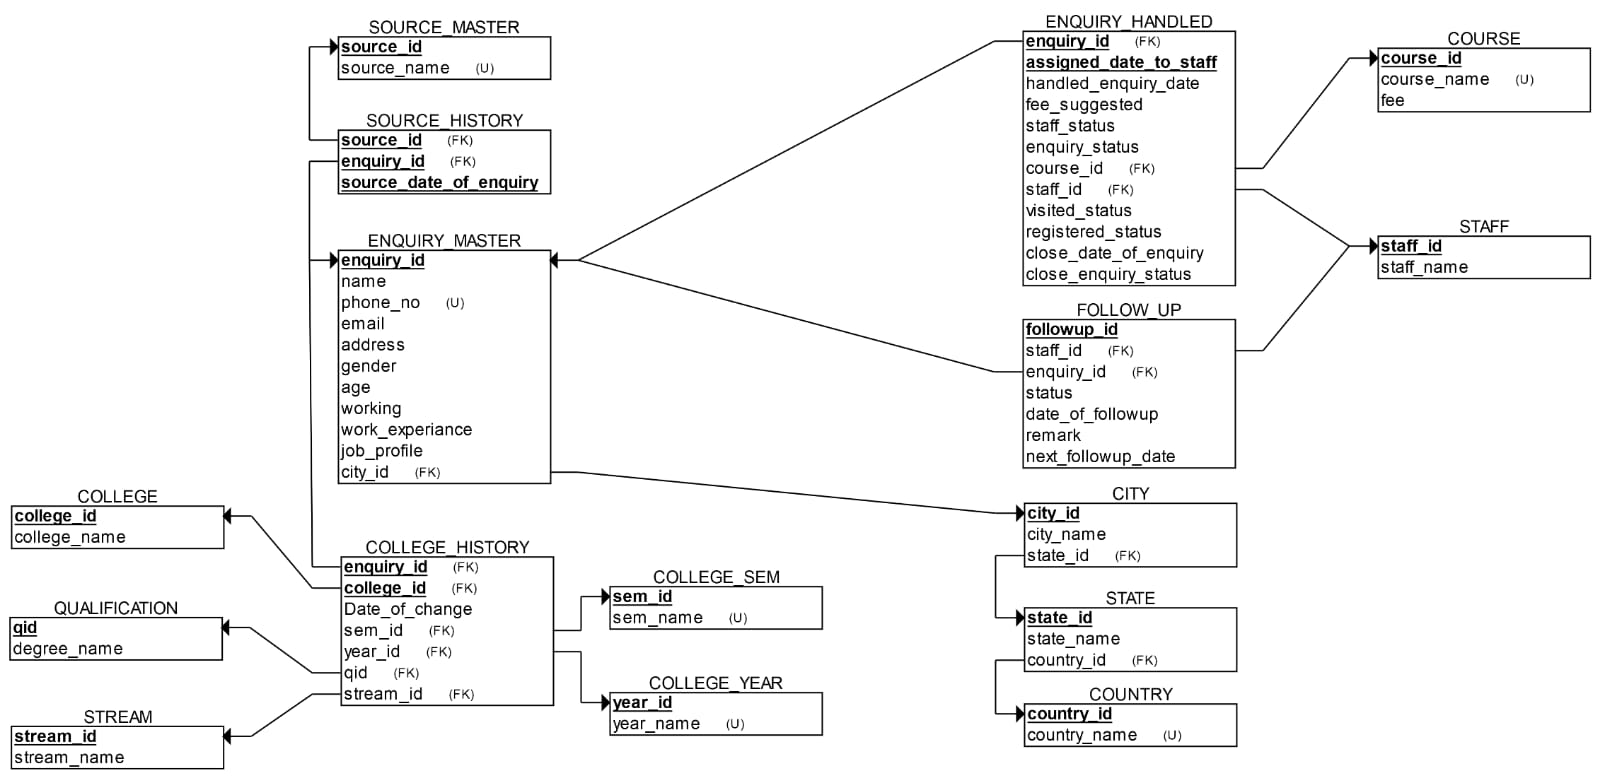 SOURCE_MASTER
source_id
source_name (U)
SOURCE_HISTORY
source_id (FK)
enquiry_id (FK)
source_date_of_enquiry
ENQUIRY_MASTER
enquiry_id
name
phone_no (U)
email
address
gender
age
working
work_experiance
job_profile
city_id (FK)
ENQUIRY_HANDLED
enquiry_id (FK)
assigned_date_to_staff
handled_enquiry_date
fee_suggested
staff_status
enquiry_status
course_id (FK)
staff_id (FK)
visited_status
registered_status
close_date_of_enquiry
close_enquiry_status
COURSE
course_id
course_name (U)
fee
STAFF
staff_id
staff_name
FOLLOW_UP
followup_id
staff_id (FK)
enquiry_id (FK)
status
date_of_followup
remark
next_followup_date
COLLEGE
college_id
college_name
QUALIFICATION
qid
degree_name
STREAM
stream_id
stream_name
COLLEGE_HISTORY
enquiry_id (FK)
college_id (FK)
Date_of_change
sem_id (FK)
year_id (FK)
qid (FK)
stream_id (FK)
COLLEGE_SEM
sem_id
sem_name (U)
COLLEGE_YEAR
year_id
year_name (U)
CITY
city_id
city_name
state_id (FK)
STATE
state_id
state_name
country_id (FK)
COUNTRY
country_id
country_name (U)